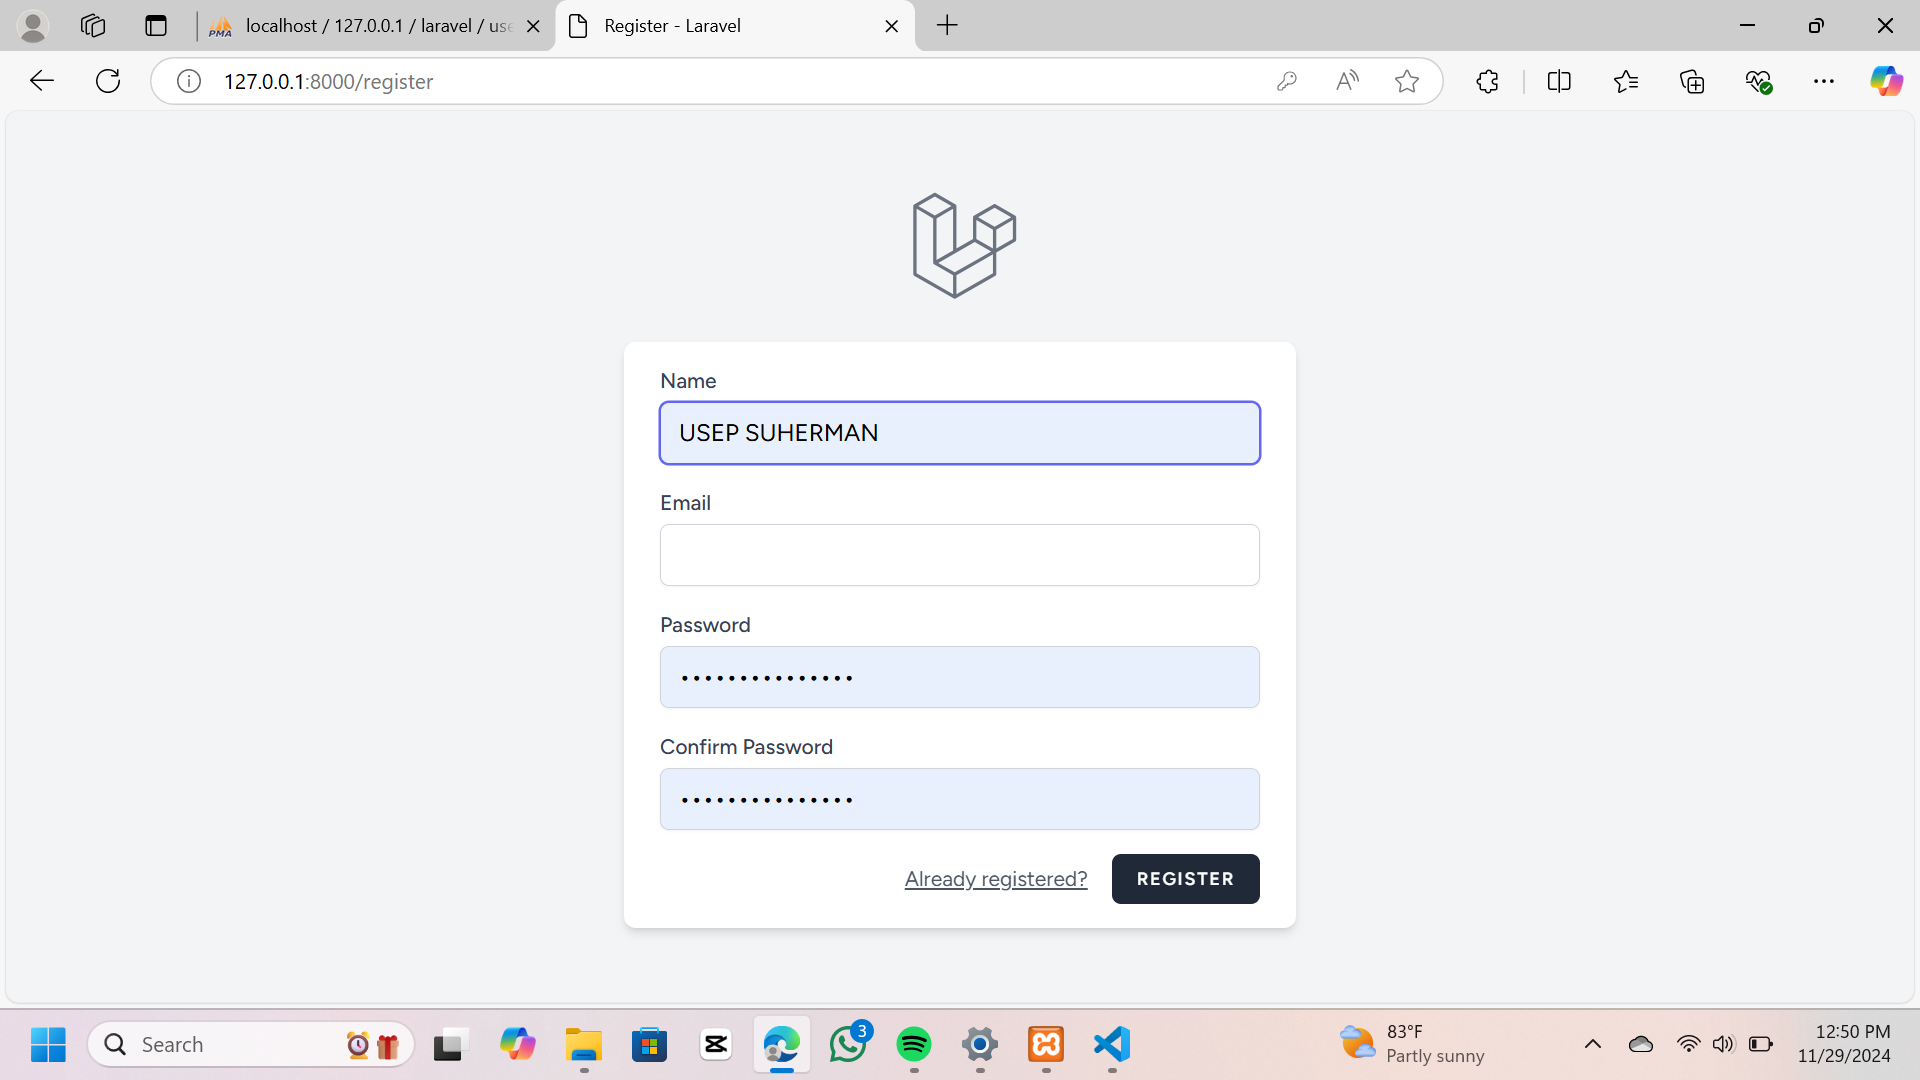 localhost / 127.0.0.1 / laravel / use
Register - Laravel
127.0.0.1:8000/register
Name
USEP SUHERMAN
Email
Password
Confirm Password
Already registered?
REGISTER
Search
3
83°F
Partly sunny
12:50 PM
11/29/2024
PMA